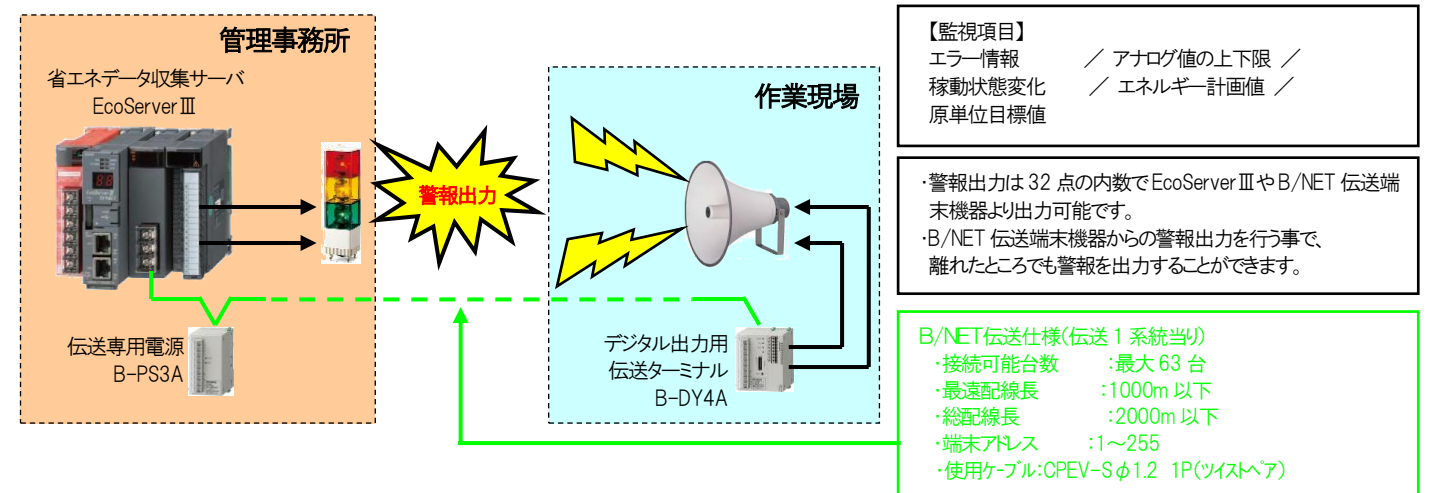 管理事務所
省エネデータ収集サーバ
EcoServerⅢ
警報出力
伝送専用電源
B-PS3A
作業現場
デジタル出力用
伝送ターミナル
B-DY4A
【監視項目】
エラー情報 ／ アナログ値の上下限 ／
稼動状態変化 ／ エネルギー計画値 ／
原単位目標値
・警報出力は 32 点の内数で EcoServerⅢや B/NET 伝送端
末機器より出力可能です。
・B/NET 伝送端末機器からの警報出力を行う事で、
離れたところでも警報を出力することができます。
B/NET伝送仕様(伝送 1 系統当り)
・接続可能台数 :最大 63 台
・最遠配線長 :1000m 以下
・総配線長 :2000m 以下
・端末アドレス :1～255
・使用ｹｰﾌﾞﾙ:CPEV-Sφ1.2 1P(ﾂｲｽﾄﾍﾟｱ)